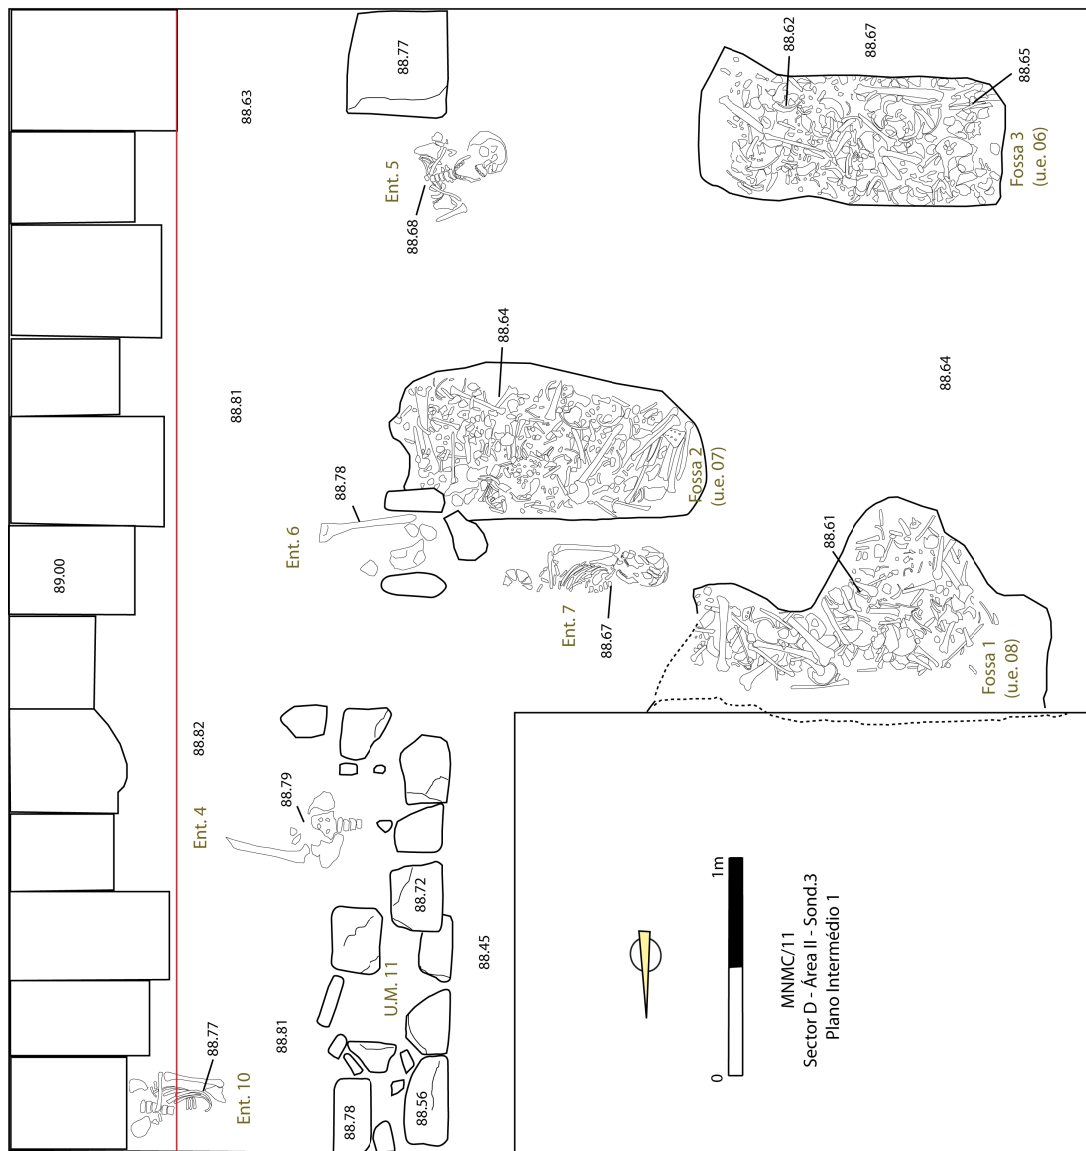 88.77
88.63
Ent. 5
88.68
88.62
88.67
88.65
Fossa 3
(u.e. 06)
88.64
88.81
88.64
88.78
Ent. 6
Fossa 2
(u.e. 07)
89.00
88.61
Ent. 7
88.67
Fossa 1
(u.e. 08)
88.82
88.79
Ent. 4
88.72
88.45
U.M. 11
88.81
88.77
Ent. 10
88.78
88.56
0
1m
MNMC/11
Sector D - Área II - Sond.3
Plano Intermédio 1